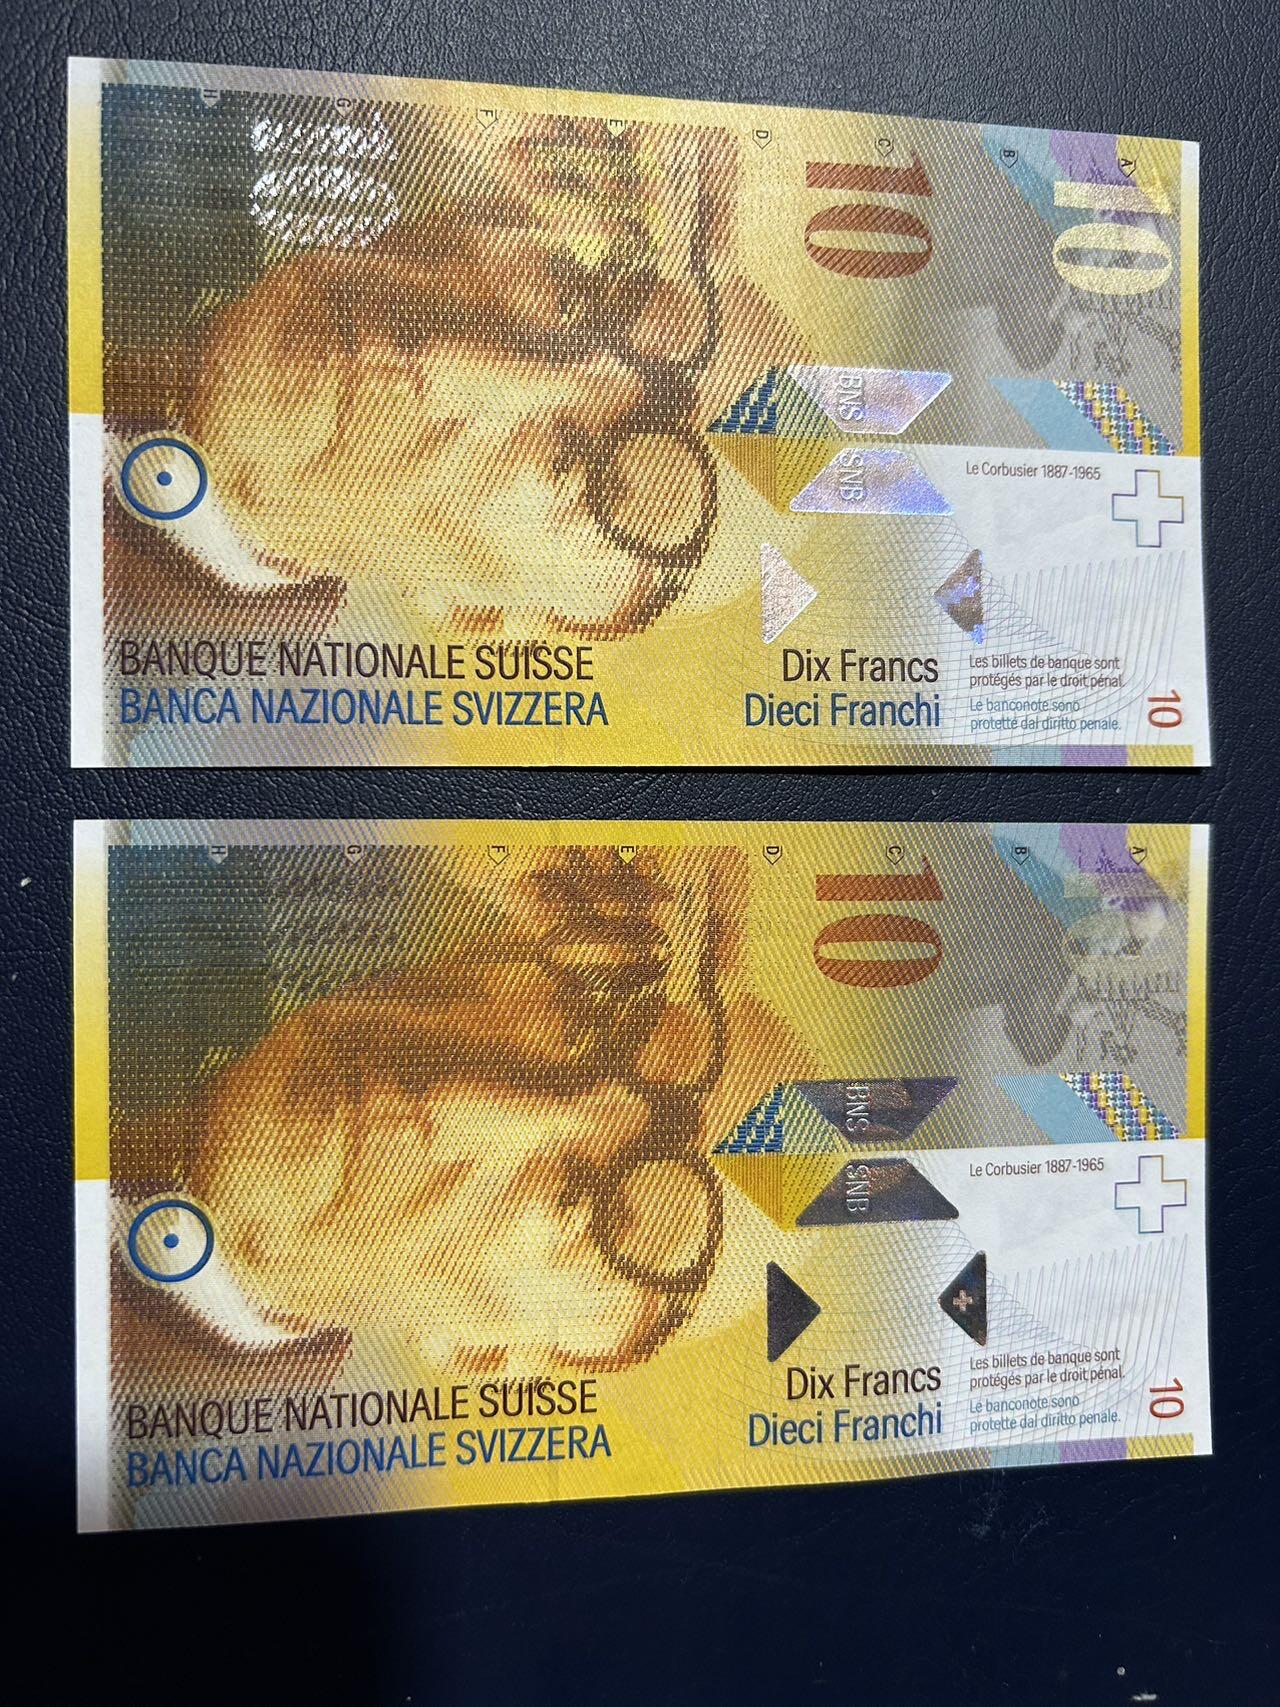 H G F E D C B A
10
10
10
BNS
SNB
Le Corbusier 1887-1965
BANQUE NATIONALE SUISSE
BANCA NAZIONALE SVIZZERA
Dix Francs
Dieci Franchi
Les billets de banque sont
protégés par le droit pénal.
Le banconote sono
protette dal diritto penale.
10
H G F E D C B A
10
BNS
SNB
Le Corbusier 1887-1965
BANQUE NATIONALE SUISSE
BANCA NAZIONALE SVIZZERA
Dix Francs
Dieci Franchi
Les billets de banque sont
protégés par le droit pénal.
Le banconote sono
protette dal diritto penale.
10